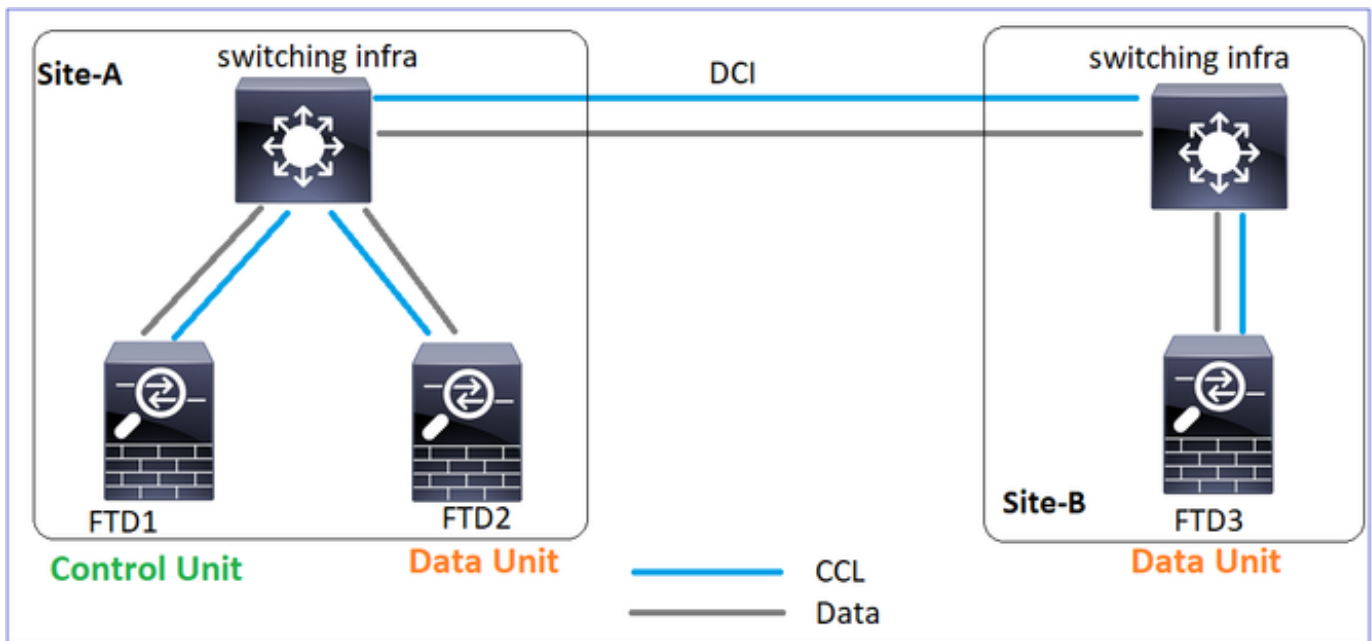 switching infra
Site-A
DCI
switching infra
FTD1
Control Unit
FTD2
Data Unit
Site-B
FTD3
Data Unit
CCL
Data